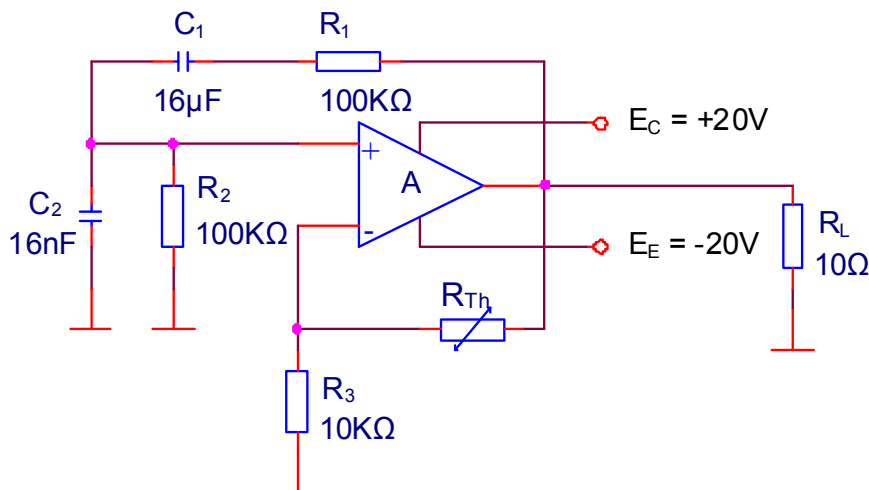 C1
R1
16µF
100KΩ
EC = +20V
+
A
R2
C2
100KΩ
16nF
-
EE = -20V
RL
10Ω
RTh
R3
10KΩ